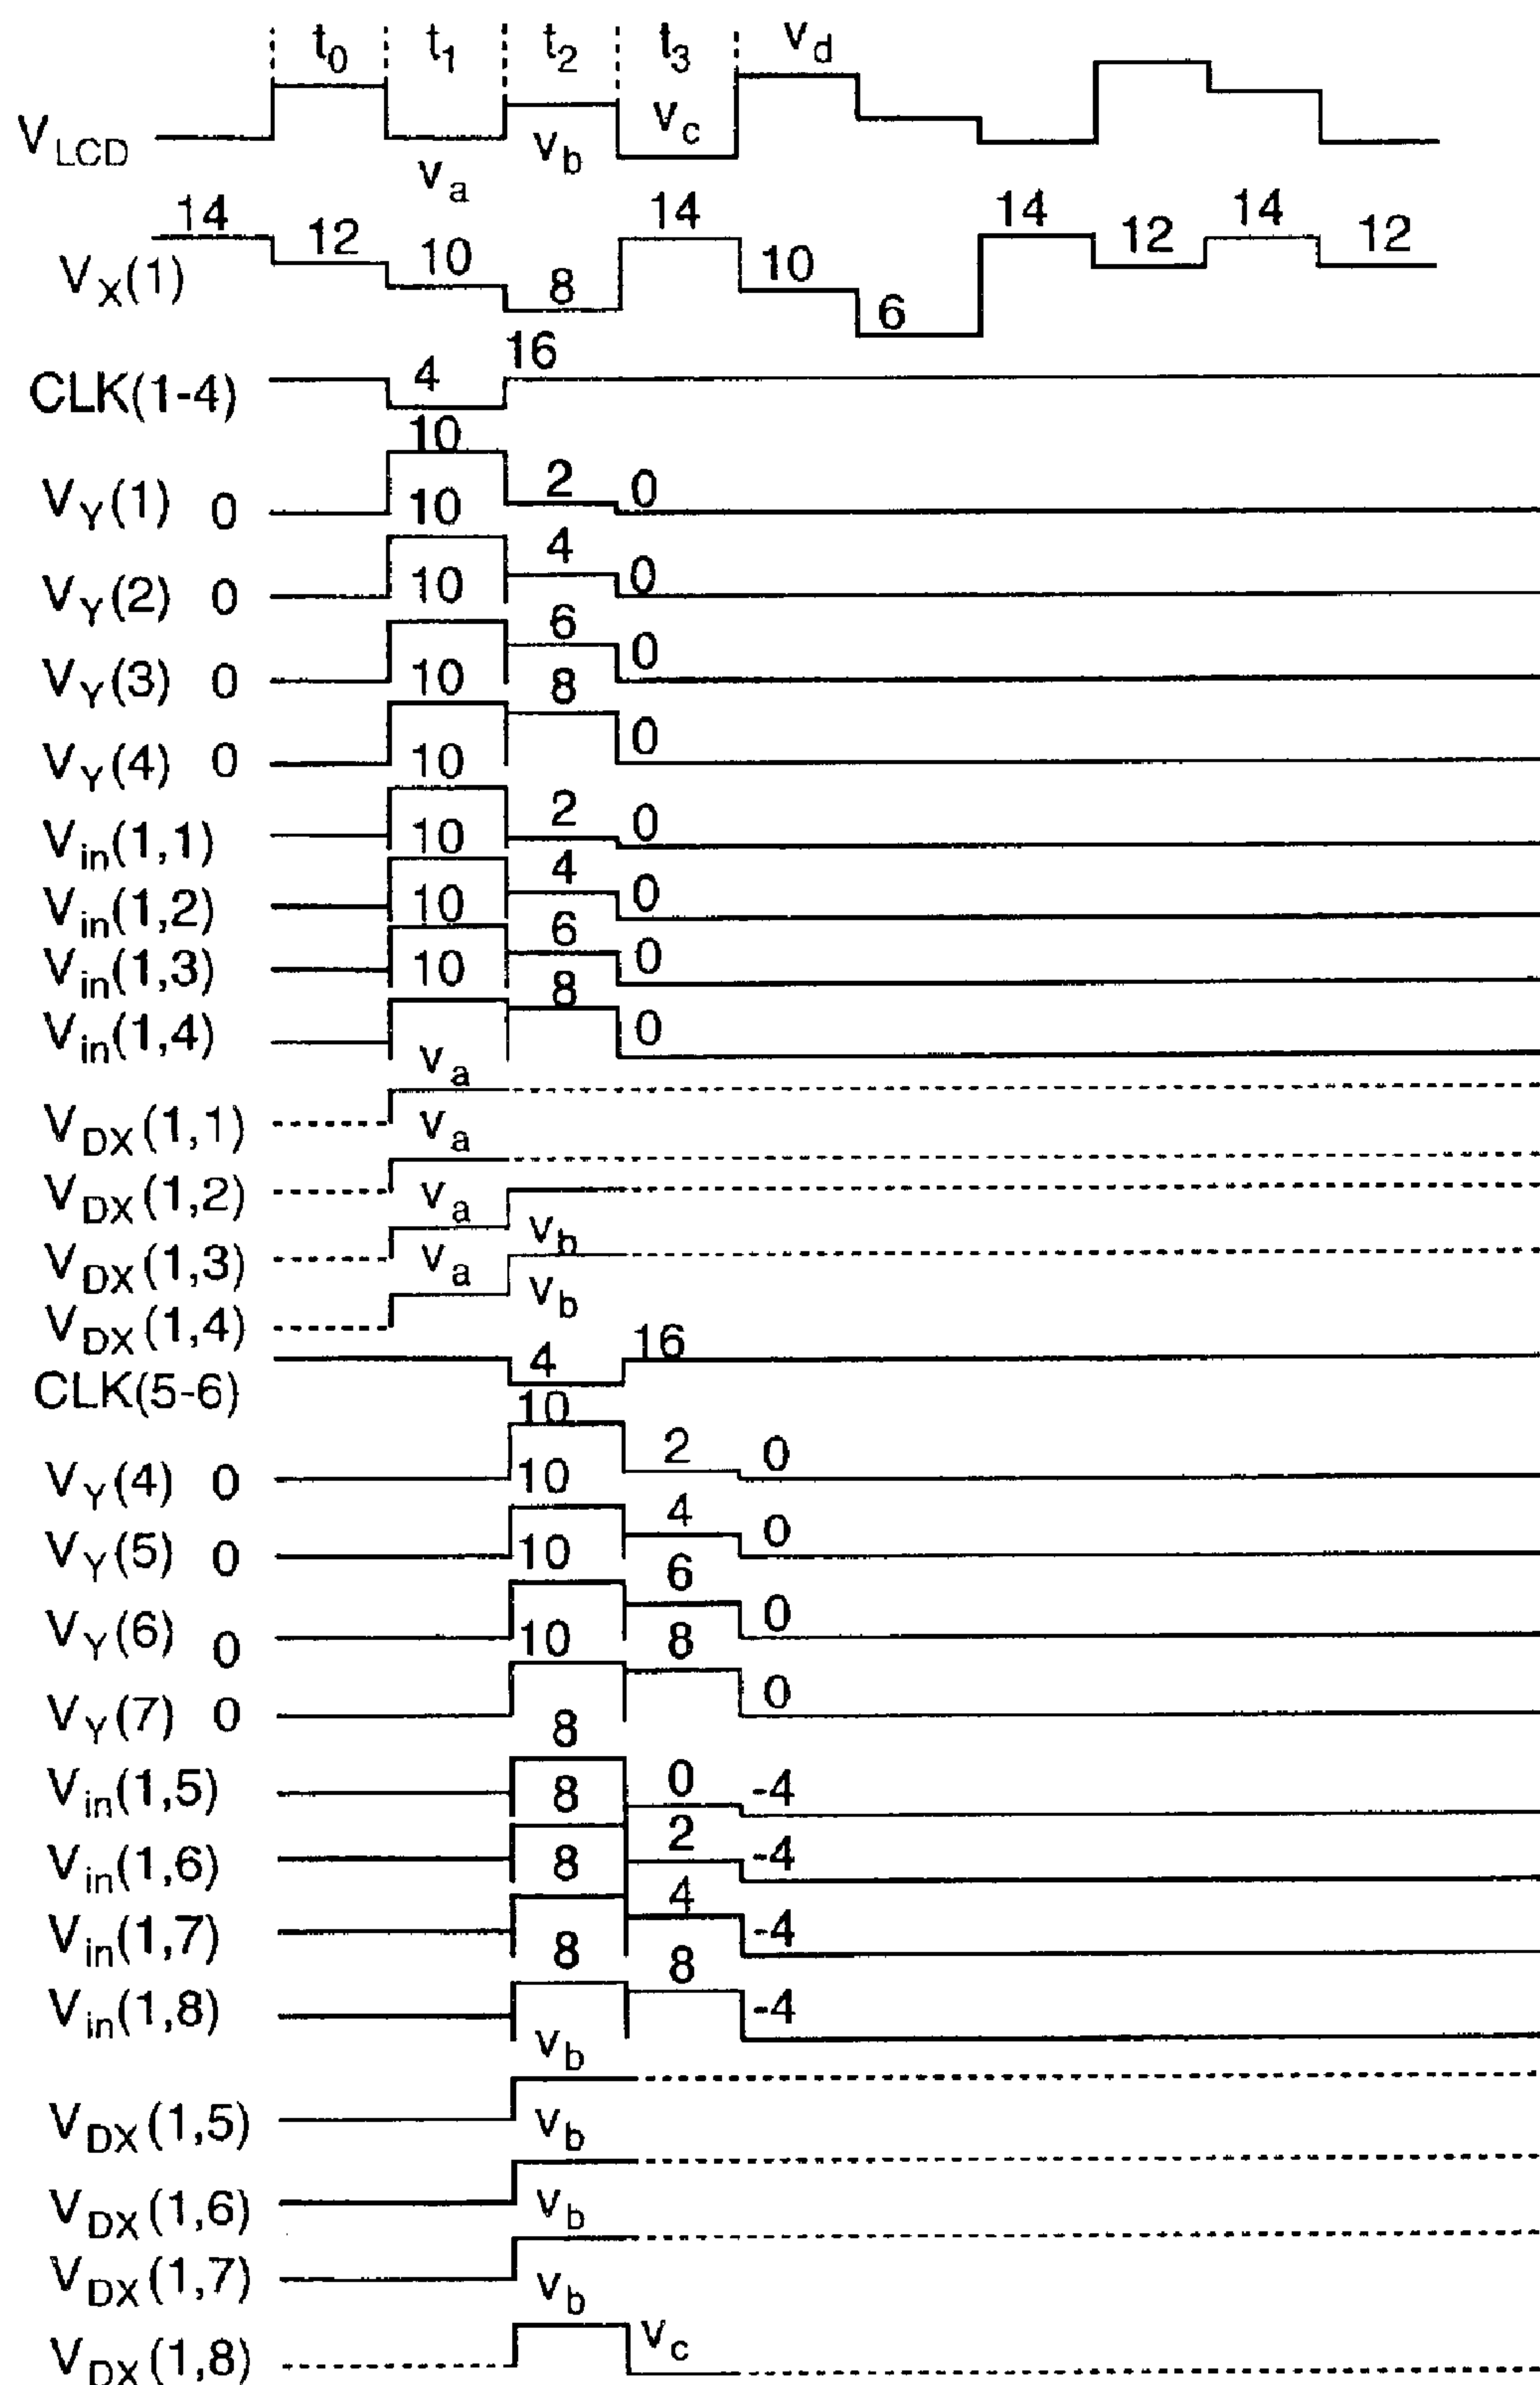 t0 t1 t2 t3 vd
VLCD va vb vc
VX(1) 14 12 10 8 14 10 6 14 12 14 12
CLK(1-4) 4 16
VY(1) 0 10 2 0
VY(2) 0 10 4 0
VY(3) 0 10 6 0
VY(4) 0 10 8 0
Vin(1,1) 10 2 0
Vin(1,2) 10 4 0
Vin(1,3) 10 6 0
Vin(1,4) 10 8 0
VDX(1,1) va
VDX(1,2) va
VDX(1,3) va vb
VDX(1,4) va vb
CLK(5-6) 4 16
VY(4) 0 10 2 0
VY(5) 0 10 4 0
VY(6) 0 10 6 0
VY(7) 0 10 8 0
Vin(1,5) 8 0 -4
Vin(1,6) 8 2 -4
Vin(1,7) 8 4 -4
Vin(1,8) 8 8 -4
VDX(1,5) vb
VDX(1,6) vb
VDX(1,7) vb
VDX(1,8) vb vc